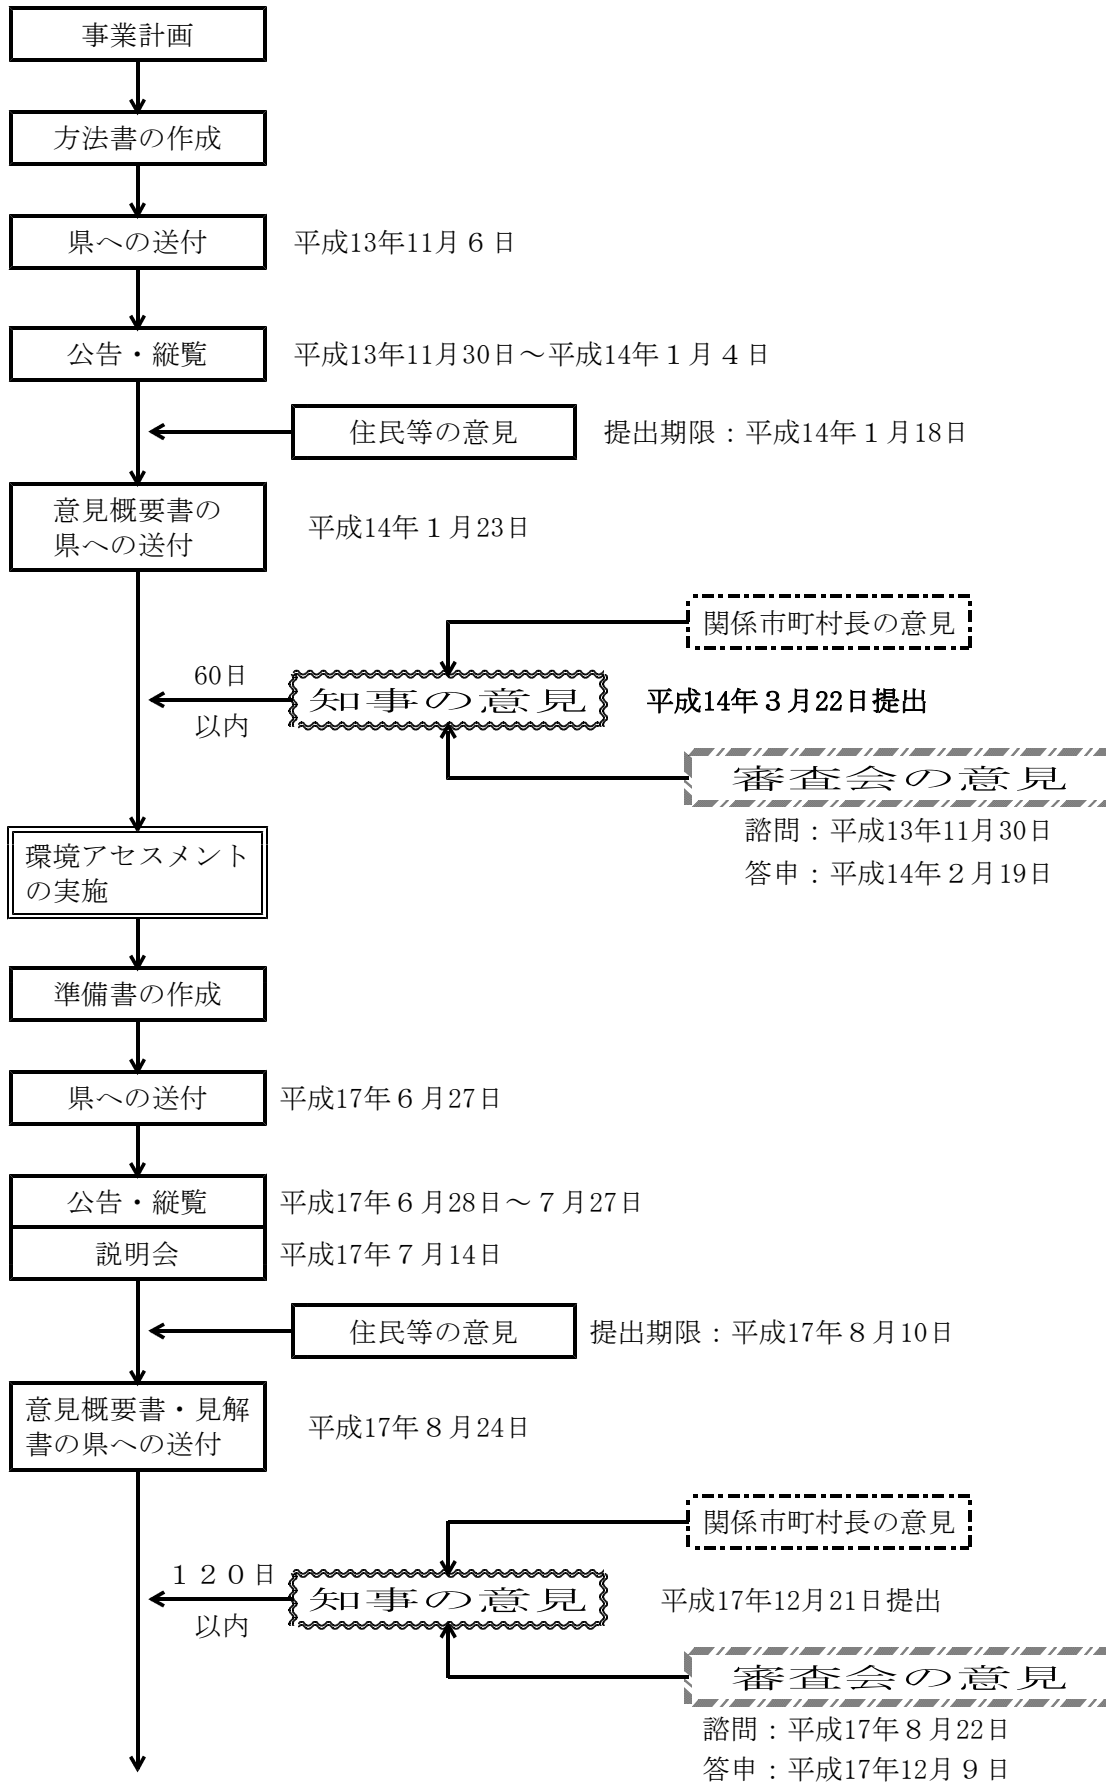 事業計画
方法書の作成
県への送付 平成13年11月６日
公告・縦覧 平成13年11月30日～平成14年１月４日
住民等の意見 提出期限：平成14年１月18日
意見概要書の
県への送付
平成14年１月23日
関係市町村長の意見
60日
以内
知事の意見 平成14年３月22日提出
審査会の意見
諮問：平成13年11月30日
答申：平成14年２月19日
環境アセスメント
の実施
準備書の作成
県への送付 平成17年６月27日
公告・縦覧 平成17年６月28日～７月27日
説明会 平成17年７月14日
住民等の意見 提出期限：平成17年８月10日
意見概要書・見解
書の県への送付
平成17年８月24日
関係市町村長の意見
１２０日
以内
知事の意見 平成17年12月21日提出
審査会の意見
諮問：平成17年８月22日
答申：平成17年12月９日